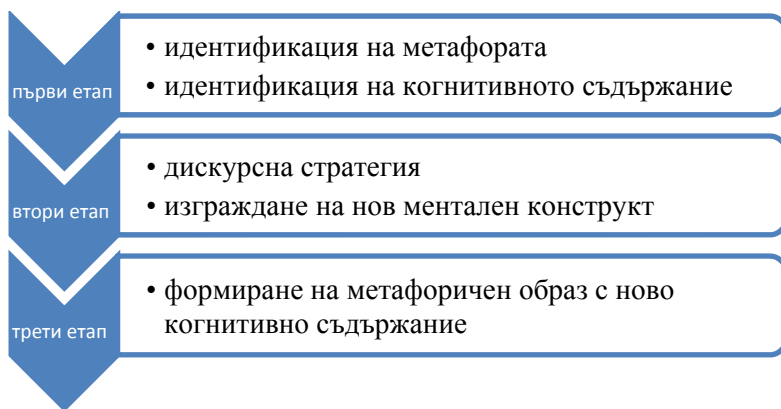 първи етап
• идентификация на метафората
• идентификация на когнитивното съдържание
втори етап
• дискурсна стратегия
• изграждане на нов ментален конструкт
трети етап
• формиране на метафоричен образ с ново
когнитивно съдържание